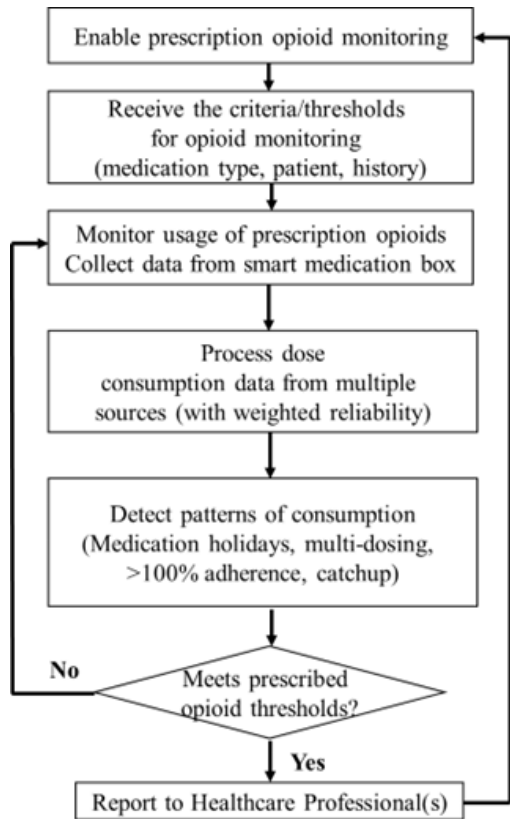 Enable prescription opioid monitoring
Receive the criteria/thresholds
for opioid monitoring
(medication type, patient, history)
Monitor usage of prescription opioids
Collect data from smart medication box
Process dose
consumption data from multiple
sources (with weighted reliability)
Detect patterns of consumption
(Medication holidays, multi-dosing,
>100% adherence, catchup)
No
Meets prescribed
opioid thresholds?
Yes
Report to Healthcare Professional(s)